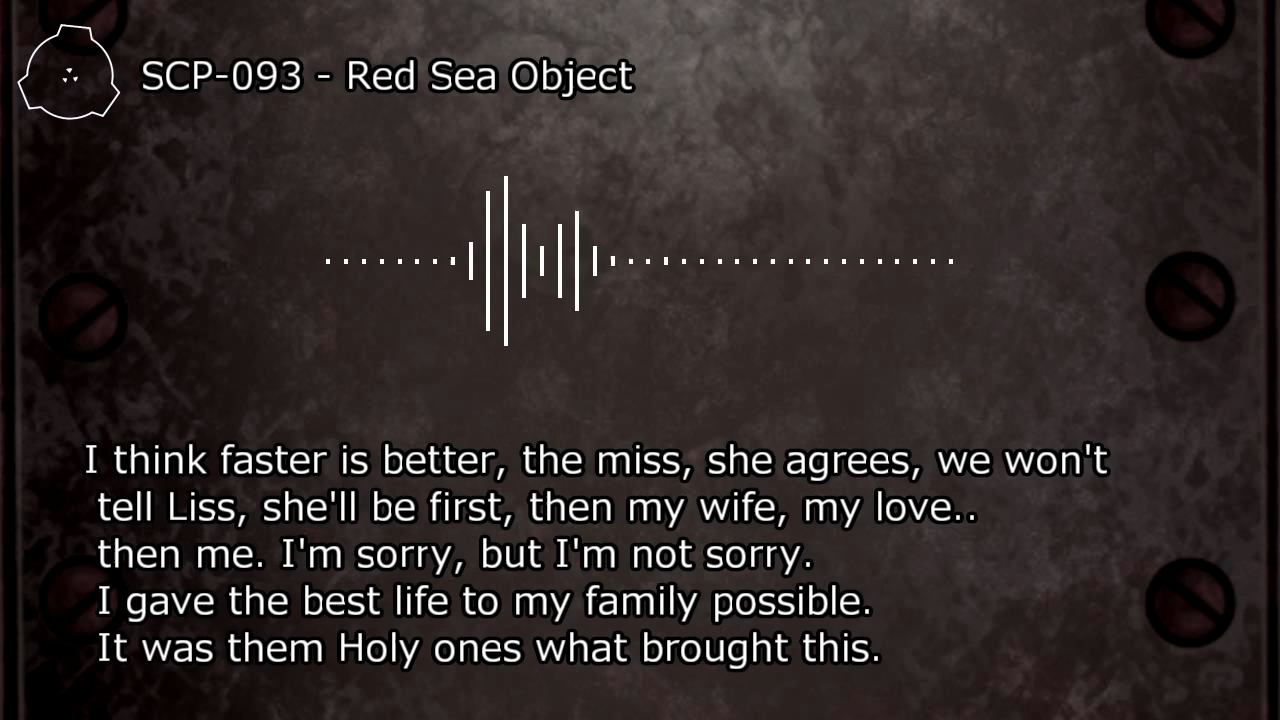 SCP-093 - Red Sea Object
I think faster is better, the miss, she agrees, we won't
tell Liss, she'll be first, then my wife, my love..
then me. I'm sorry, but I'm not sorry.
I gave the best life to my family possible.
It was them Holy ones what brought this.